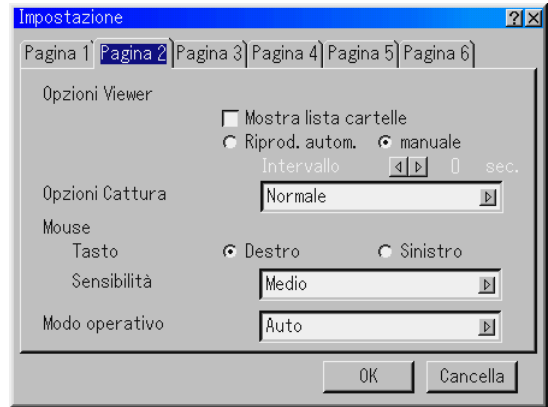 Impostazione
Pagina 1 Pagina 2 Pagina 3 Pagina 4 Pagina 5 Pagina 6
Opzioni Viewer
Mostra lista cartelle
Riprod. autom. manuale
Intervallo 0 sec.
Opzioni Cattura Normale
Mouse
Tasto Destro Sinistro
Sensibilità Medio
Modo operativo Auto
OK Cancella